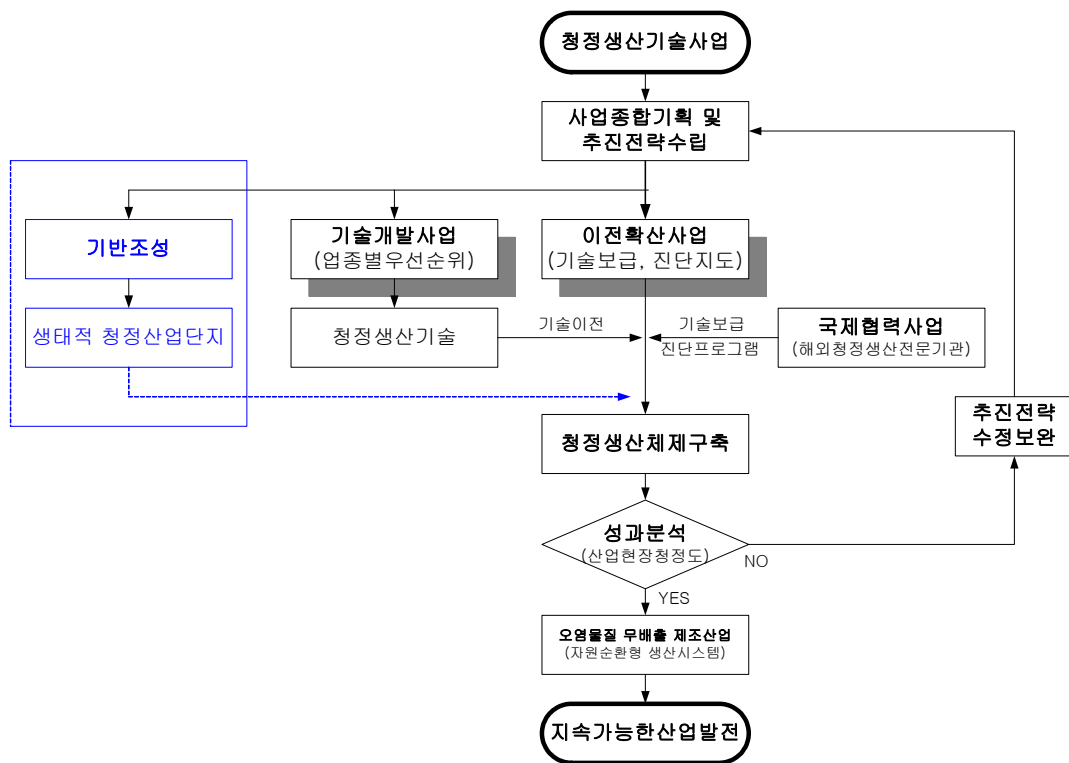 청정생산기술사업
사업종합기획 및
추진전략수립
기반조성
기술개발사업
(업종별우선순위)
이전확산사업
(기술보급, 진단지도)
생태적 청정산업단지
청정생산기술
기술이전
기술보급
진단프로그램
국제협력사업
(해외청정생산전문기관)
추진전략
수정보완
청정생산체제구축
성과분석
(산업현장청정도)
NO
YES
오염물질 무배출 제조산업
(자원순환형 생산시스템)
지속가능한산업발전